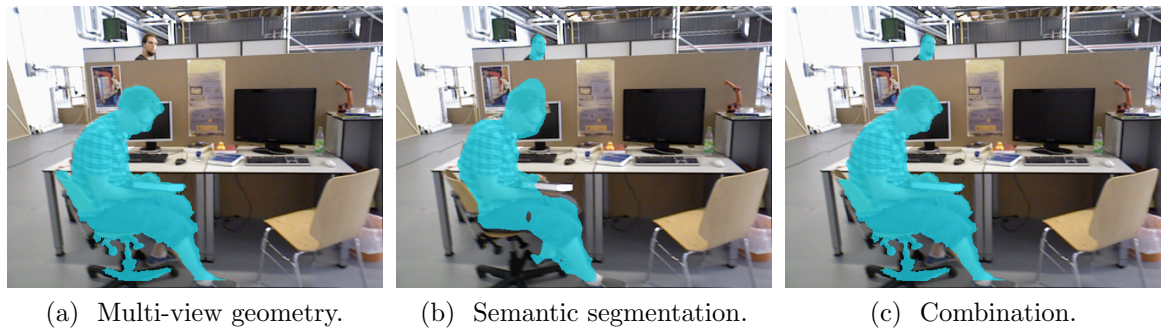 (a) Multi-view geometry.
(b) Semantic segmentation.
(c) Combination.